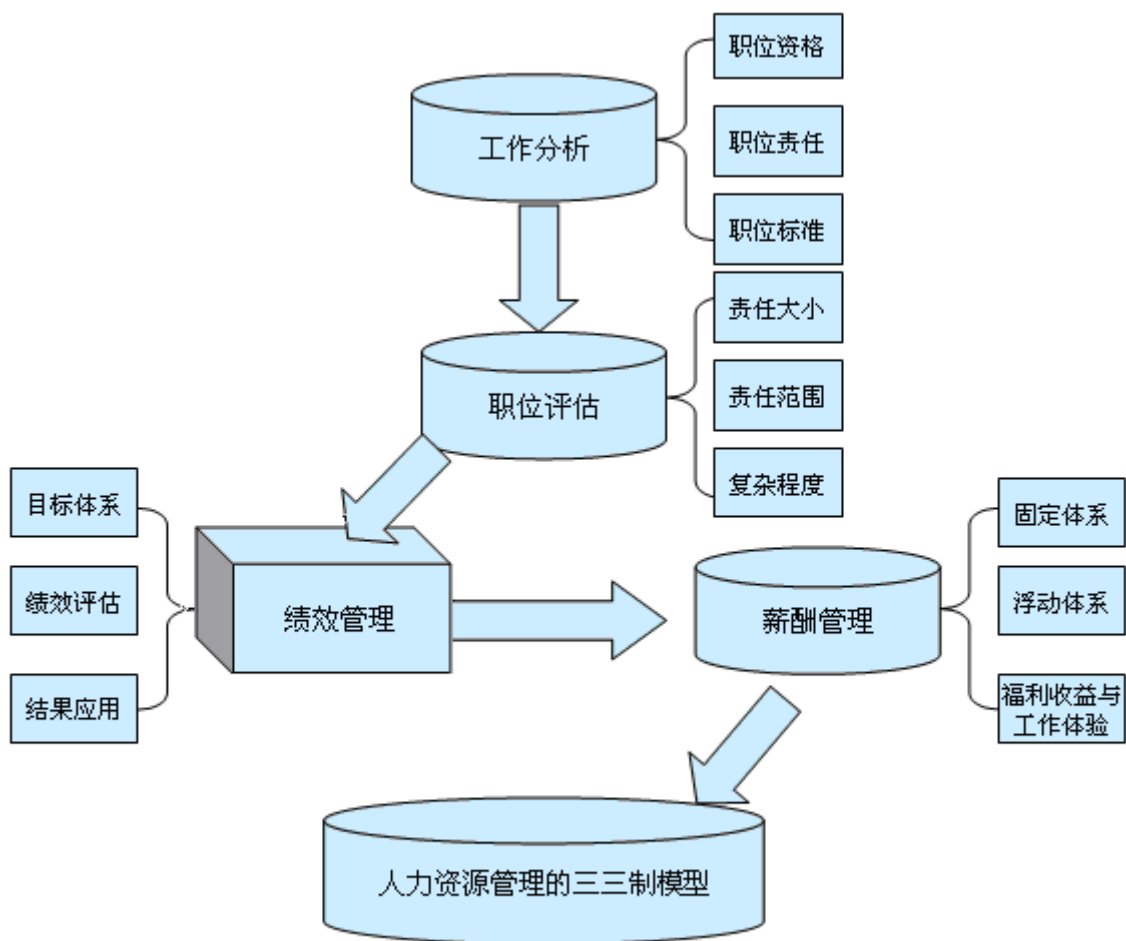 职位资格
工作分析
职位责任
职位标准
责任大小
职位评估
责任范围
复杂程度
目标体系
绩效评估
结果应用
绩效管理
薪酬管理
固定体系
浮动体系
福利收益与
工作体验
人力资源管理的三三制模型